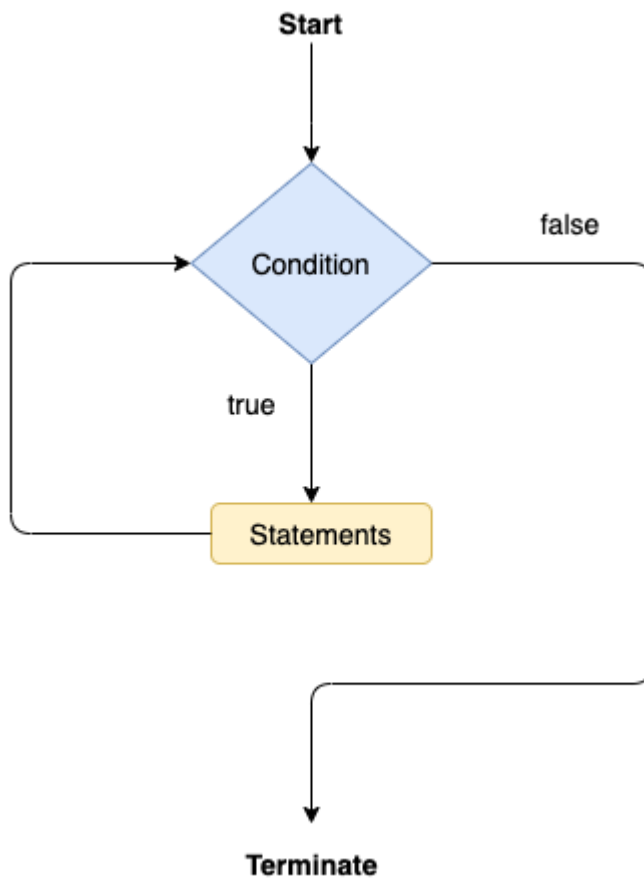 Start
false
Condition
true
Statements
Terminate